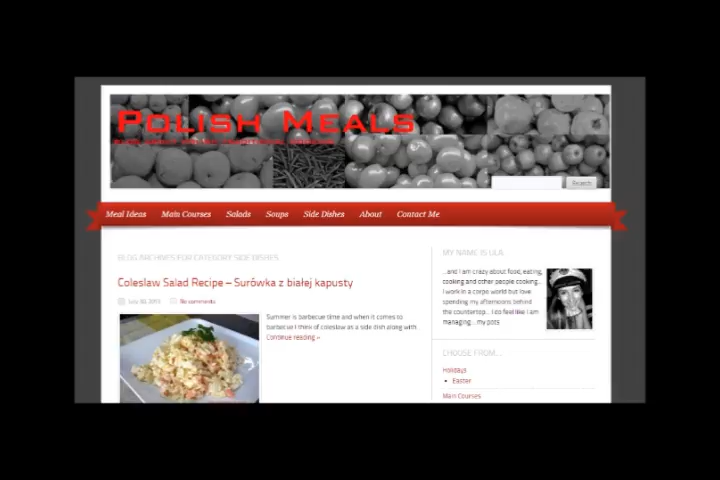 Polish Meals
Search
Meal Ideas Main Courses Salads Soups Side Dishes About Contact Me
BLOG ARCHIVES FOR CATEGORY SIDE DISHES
Coleslaw Salad Recipe – Surówka z białej kapusty
No comments
Summer is barbecue time and when it comes to
barbecue I think of coleslaw as a side dish along with
Continue reading »
MY NAME IS ULA,
...and I am crazy about food, eating,
cooking and other people cooking...
I work in a corpo world but love
spending my afternoons behind
the countertop... I do feel like I am
managing... my pots
CHOOSE FROM...
Holidays
Easter
Main Courses